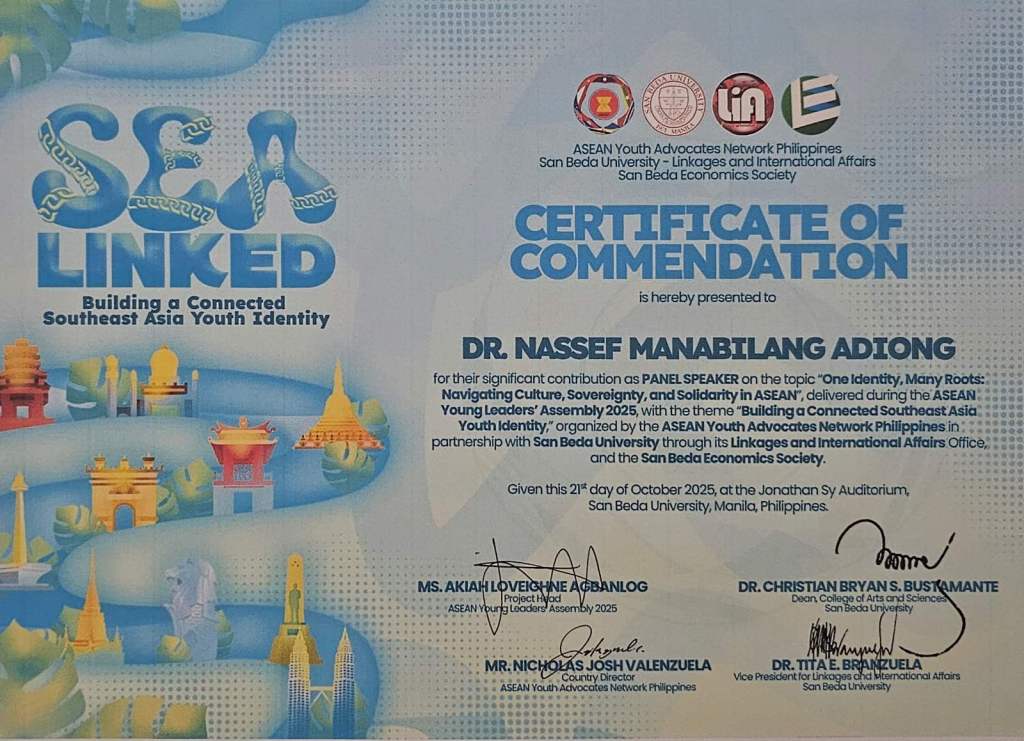 SEA
LINKED
Building a Connected
Southeast Asia Youth Identity
SAN BEDA UNIVERSITY
MANILA
LiA
ASEAN Youth Advocates Network Philippines
San Beda University - Linkages and International Affairs
San Beda Economics Society
CERTIFICATE OF
COMMENDATION
is hereby presented to
DR. NASSEF MANABILANG ADIONG
for their significant contribution as PANEL SPEAKER on the topic "One Identity, Many Roots:
Navigating Culture, Sovereignty, and Solidarity in ASEAN", delivered during the ASEAN
Young Leaders' Assembly 2025, with the theme "Building a Connected Southeast Asia
Youth Identity," organized by the ASEAN Youth Advocates Network Philippines in
partnership with San Beda University through its Linkages and International Affairs Office,
and the San Beda Economics Society.
Given this 21st day of October 2025, at the Jonathan Sy Auditorium,
San Beda University, Manila, Philippines.
MS. AKIAH LOVEIGHNE AGBANLOG
Project Head
ASEAN Young Leaders' Assembly 2025
DR. CHRISTIAN BRYAN S. BUSTAMANTE
Dean, College of Arts and Sciences
San Beda University
MR. NICHOLAS JOSH VALENZUELA
Country Director
ASEAN Youth Advocates Network Philippines
DR. TITA E. BRANZUELA
Vice President for Linkages and International Affairs
San Beda University